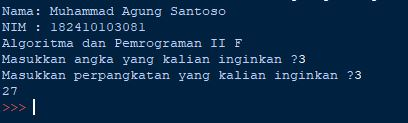 Nama: Muhammad Agung Santoso
NIM : 182410103081
Algoritma dan Pemrograman II F
Masukkan angka yang kalian inginkan ?3
Masukkan perpangkatan yang kalian inginkan ?3
27
>>>